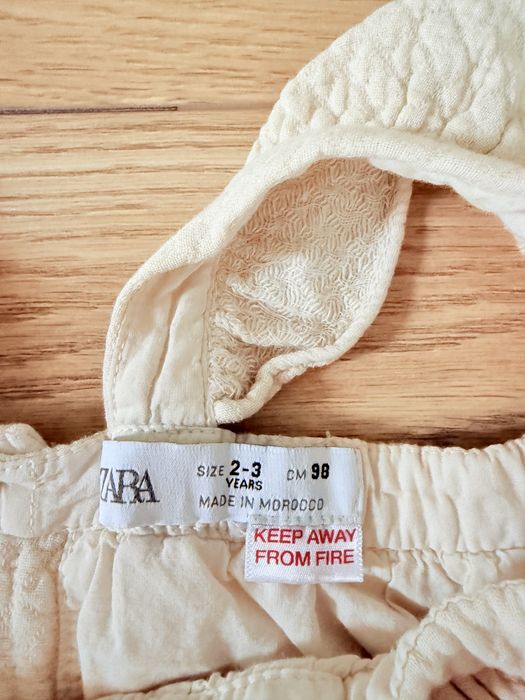 ZARA
SIZE 2-3 CM 98
YEARS
MADE IN MOROCCO
KEEP AWAY
FROM FIRE